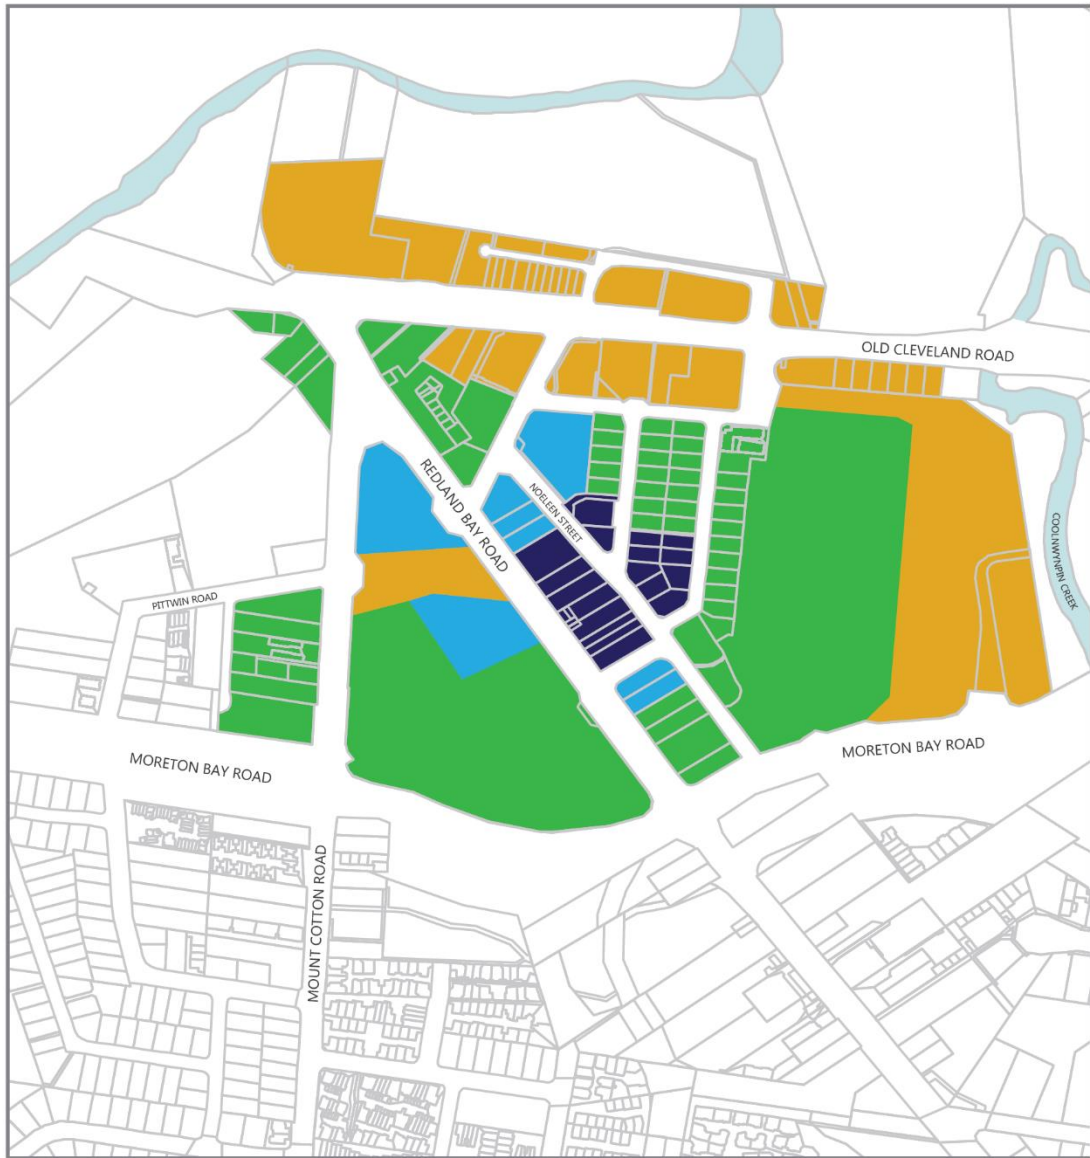 OLD CLEVELAND ROAD
REDLAND BAY ROAD
NOELEEN STREET
COOLNWYNPIN CREEK
PITTWIN ROAD
MORETON BAY ROAD
MORETON BAY ROAD
MOUNT COTTON ROAD